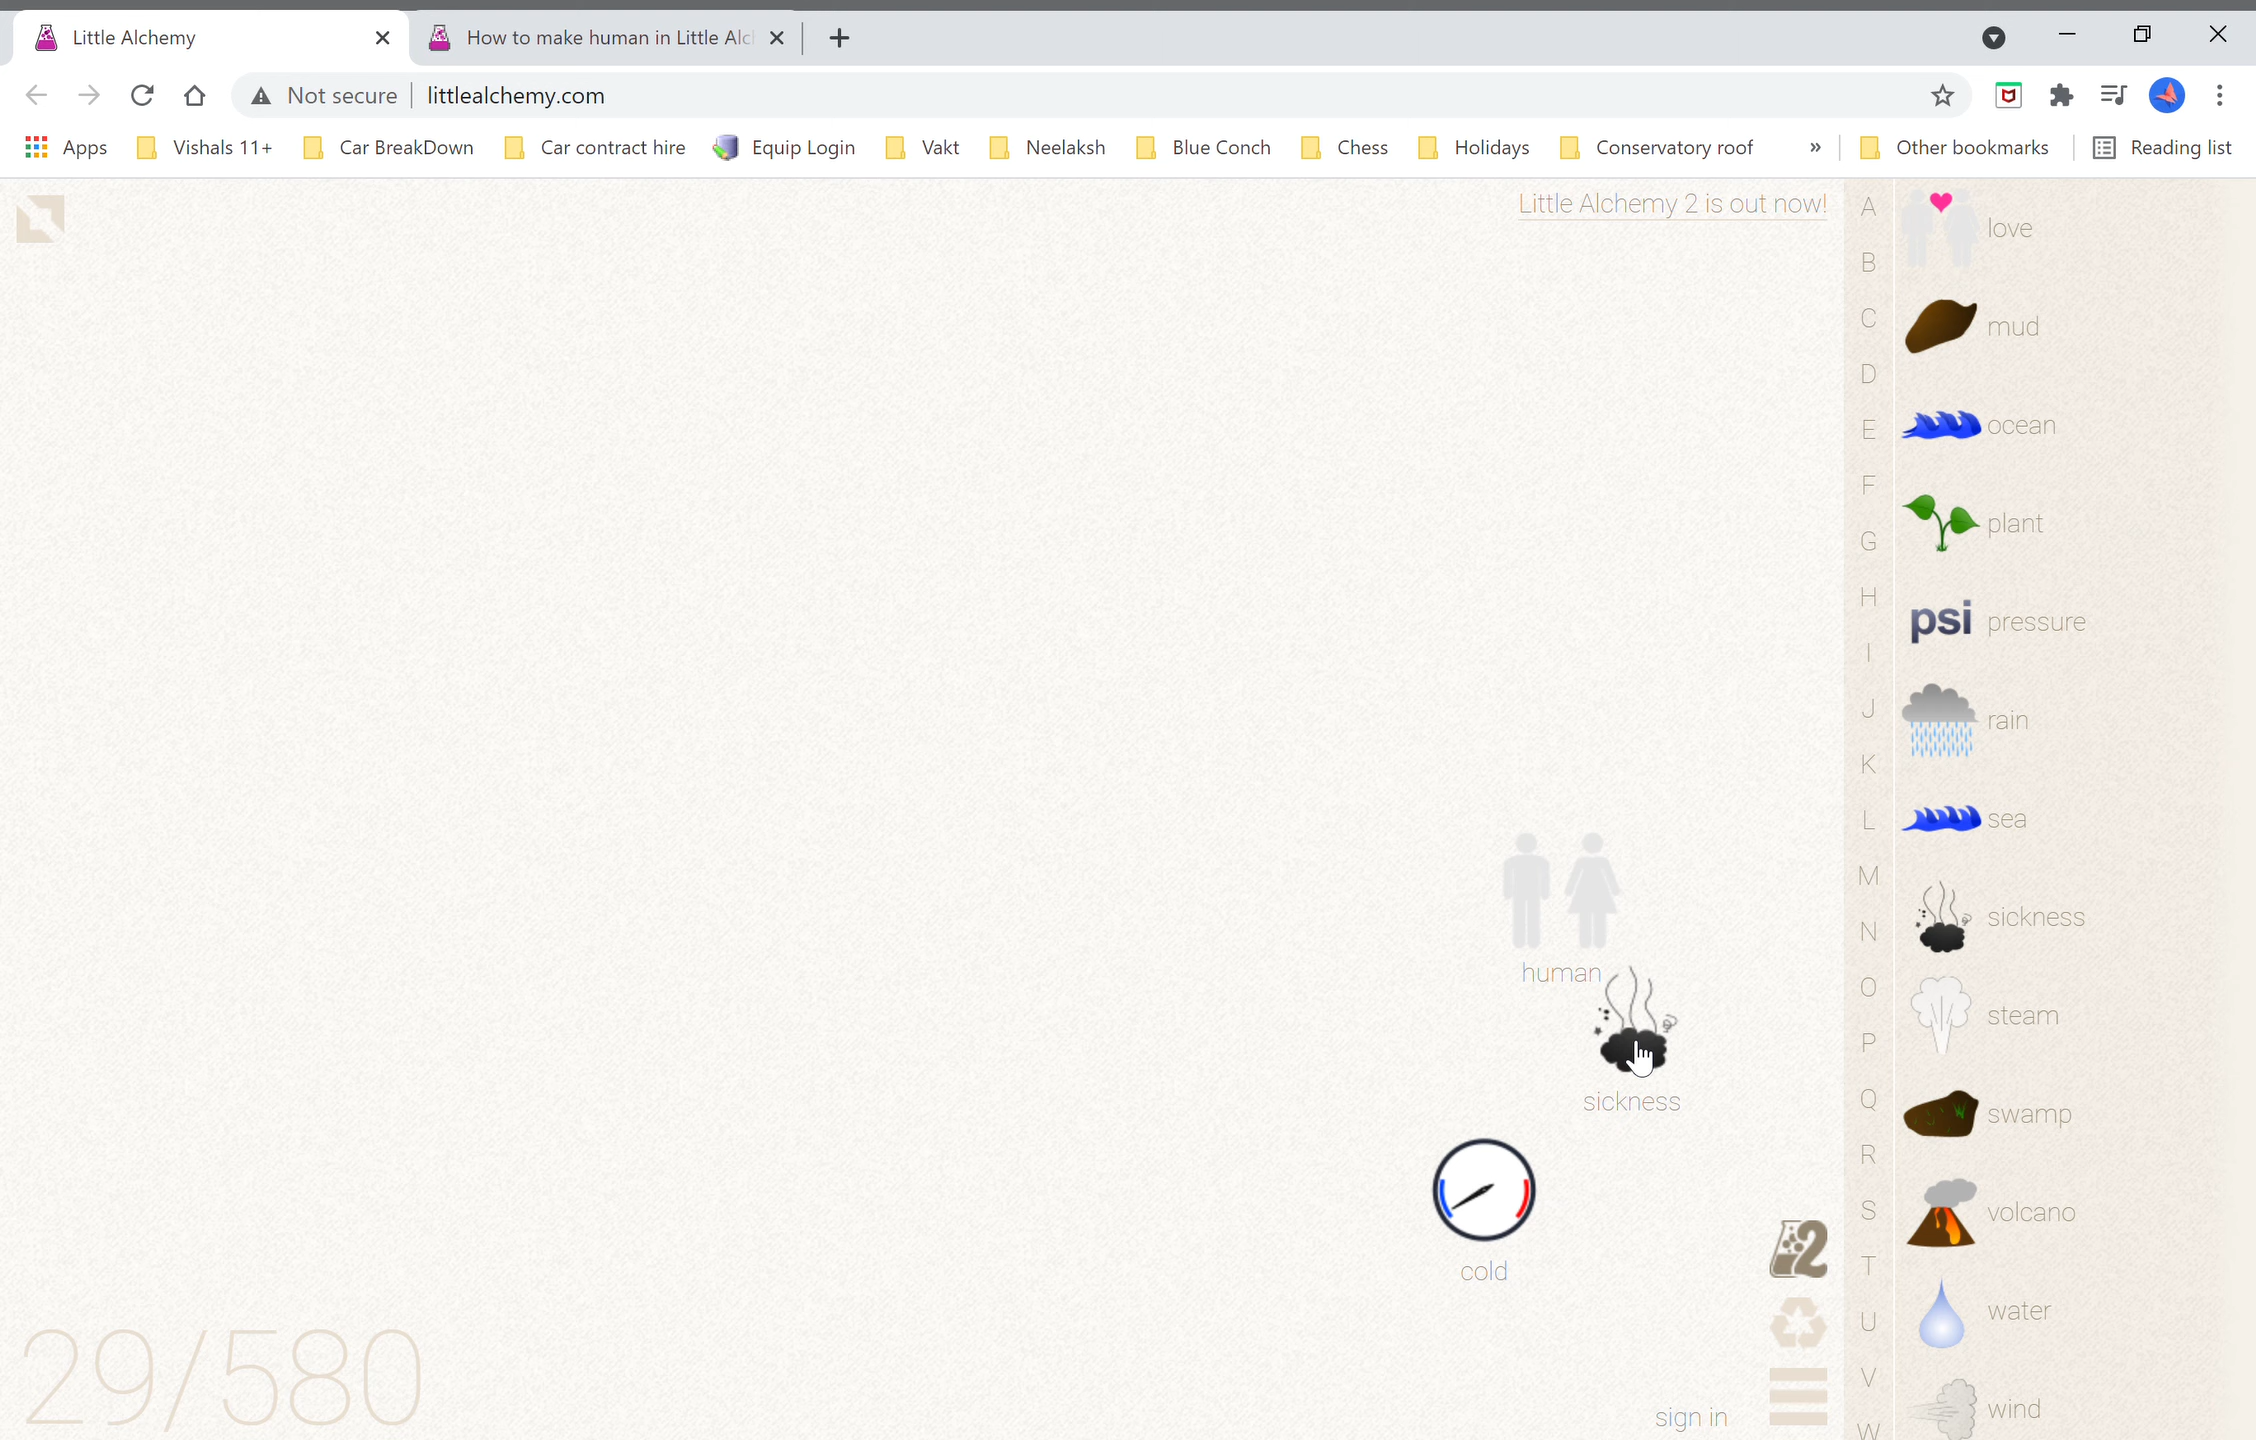 Little Alchemy
How to make human in Little Alc
Not secure
littlealchemy.com
Apps
Vishals 11+
Car BreakDown
Car contract hire
Equip Login
Vakt
Neelaksh
Blue Conch
Chess
Holidays
Conservatory roof
»
Other bookmarks
Reading list
Little Alchemy 2 is out now!
A
B
C
D
E
F
G
H
I
J
K
L
M
N
O
P
Q
R
S
T
U
V
W
love
mud
ocean
plant
psi
pressure
rain
sea
sickness
steam
swamp
volcano
water
wind
human
sickness
cold
2
29/580
sign in